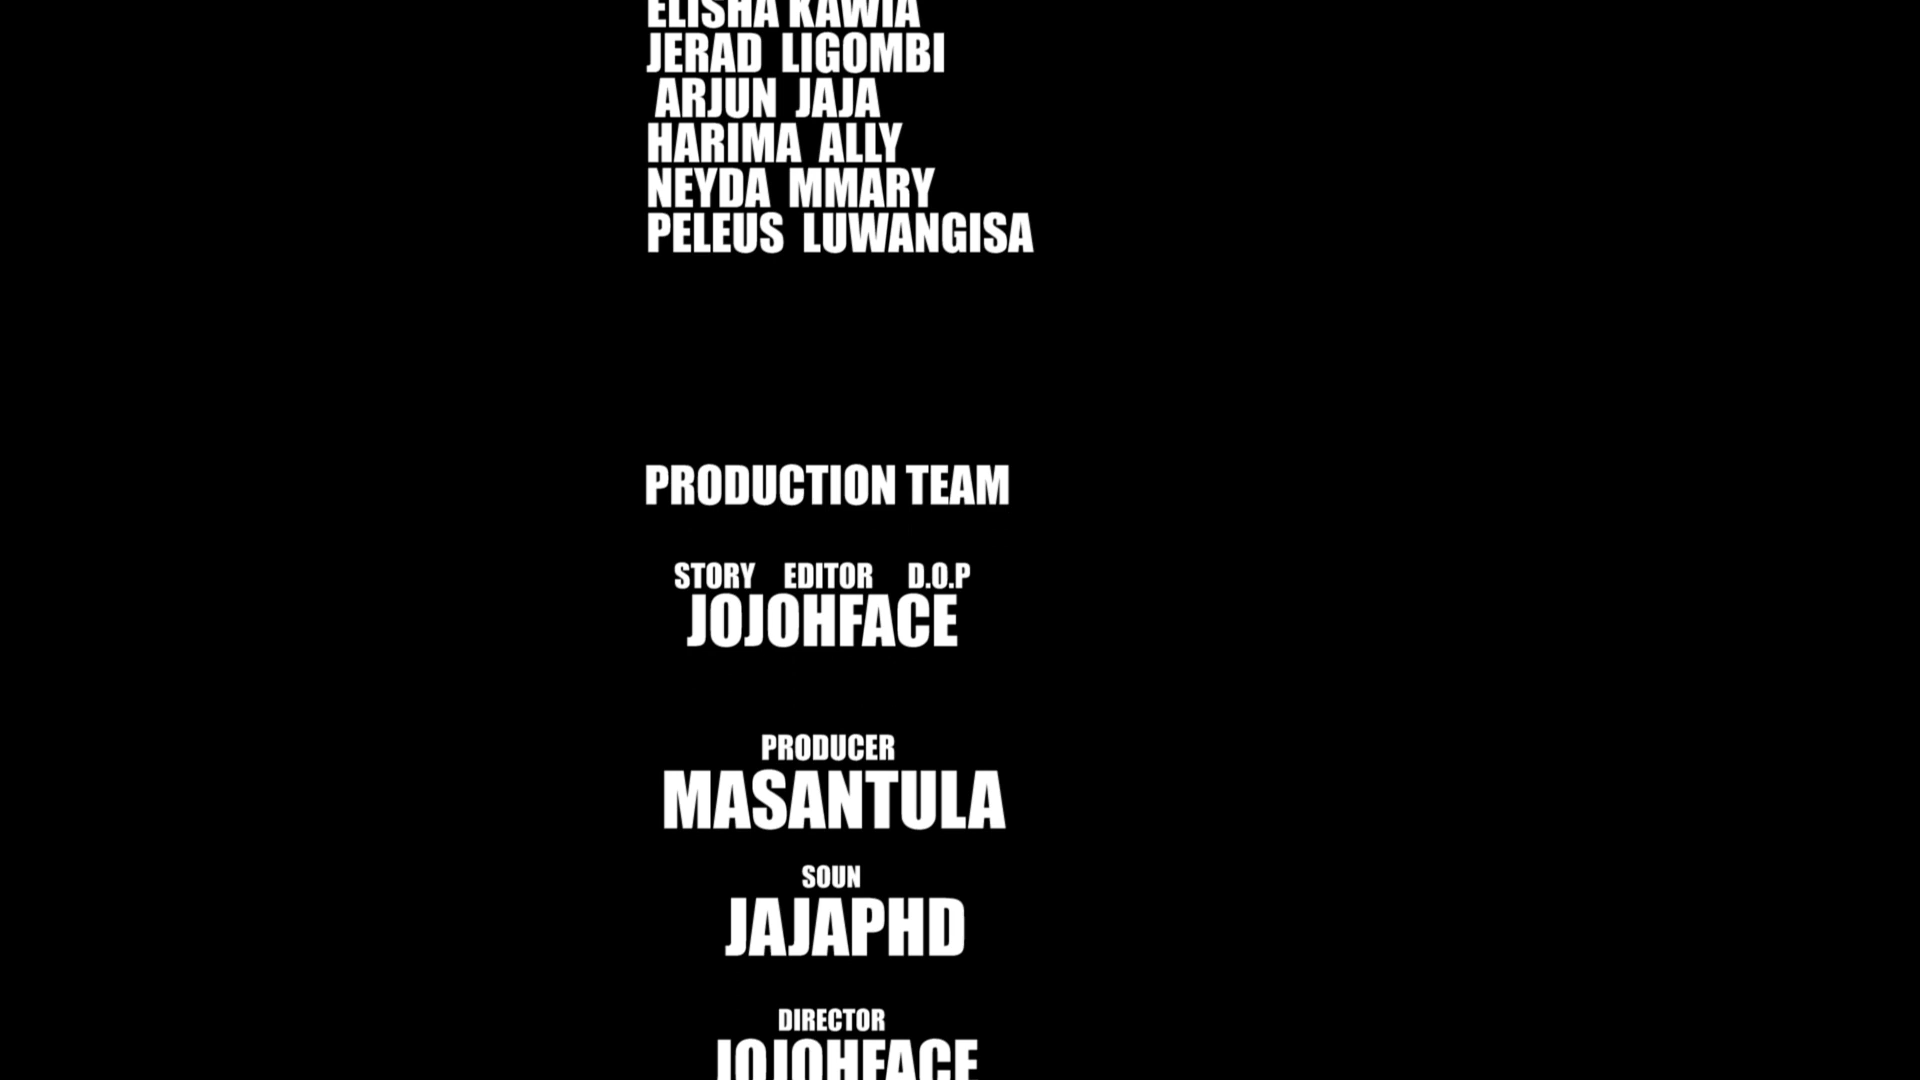 ELISHA KAWIA
JERAD LIGOMBI
ARJUN JAJA
HARIMA ALLY
NEYDA MMARY
PELEUS LUWANGISA
PRODUCTION TEAM
STORY EDITOR D.O.P
JOJOHFACE
PRODUCER
MASANTULA
SOUN
JAJAPHD
DIRECTOR
JOJOHFACE